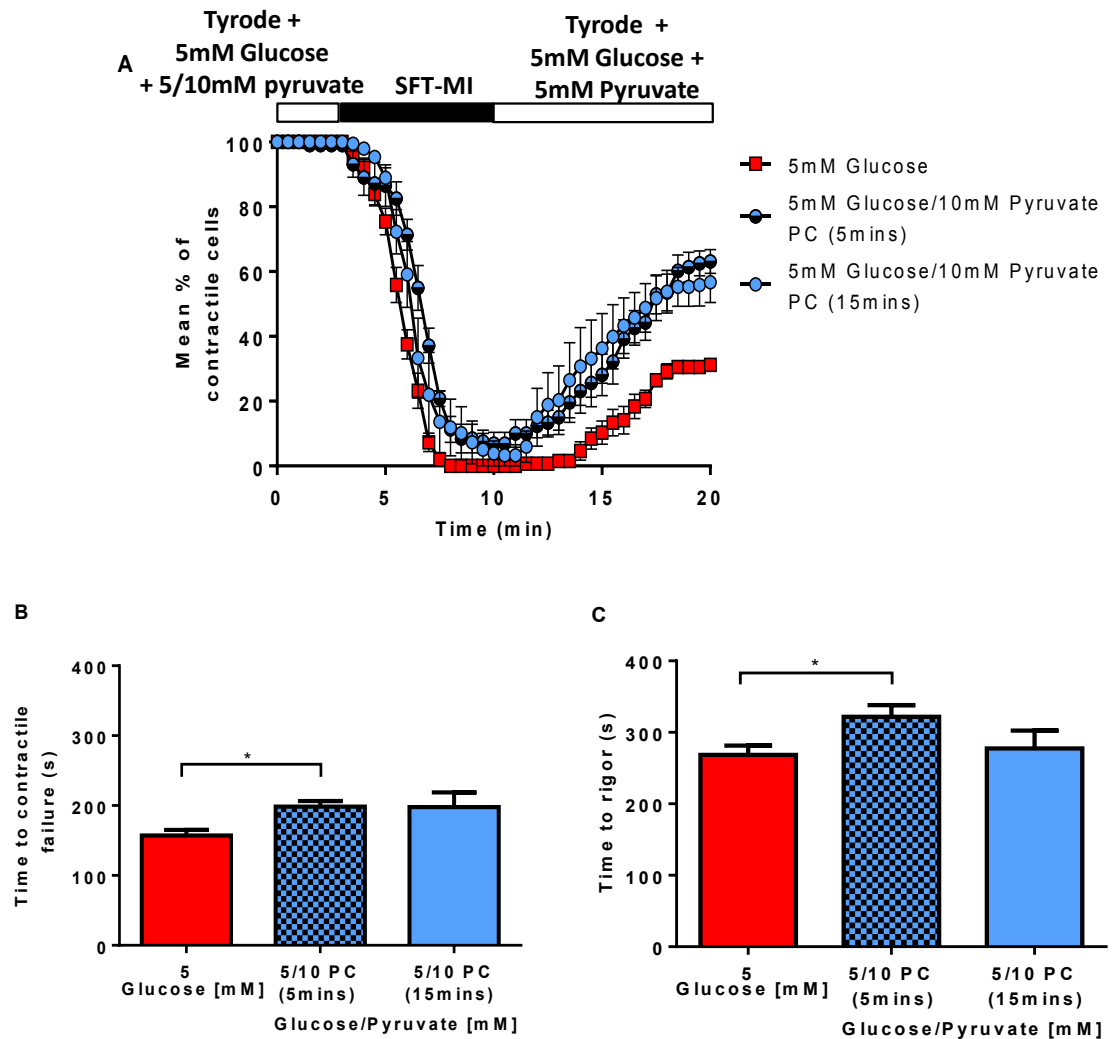 Tyrode +
5mM Glucose
+ 5/10mM pyruvate
SFT-MI
Tyrode +
5mM Glucose +
5mM Pyruvate
A
100
80
60
40
20
0
Mean % of
contractile cells
0 5 10 15 20
Time (min)
5mM Glucose
5mM Glucose/10mM Pyruvate
PC (5mins)
5mM Glucose/10mM Pyruvate
PC (15mins)
B
400
300
200
100
0
Time to contractile
failure (s)
*
5
Glucose [mM]
5/10 PC
(5mins)
5/10 PC
(15mins)
Glucose/Pyruvate [mM]
C
400
300
200
100
0
Time to rigor (s)
*
5
Glucose [mM]
5/10 PC
(5mins)
5/10 PC
(15mins)
Glucose/Pyruvate [mM]